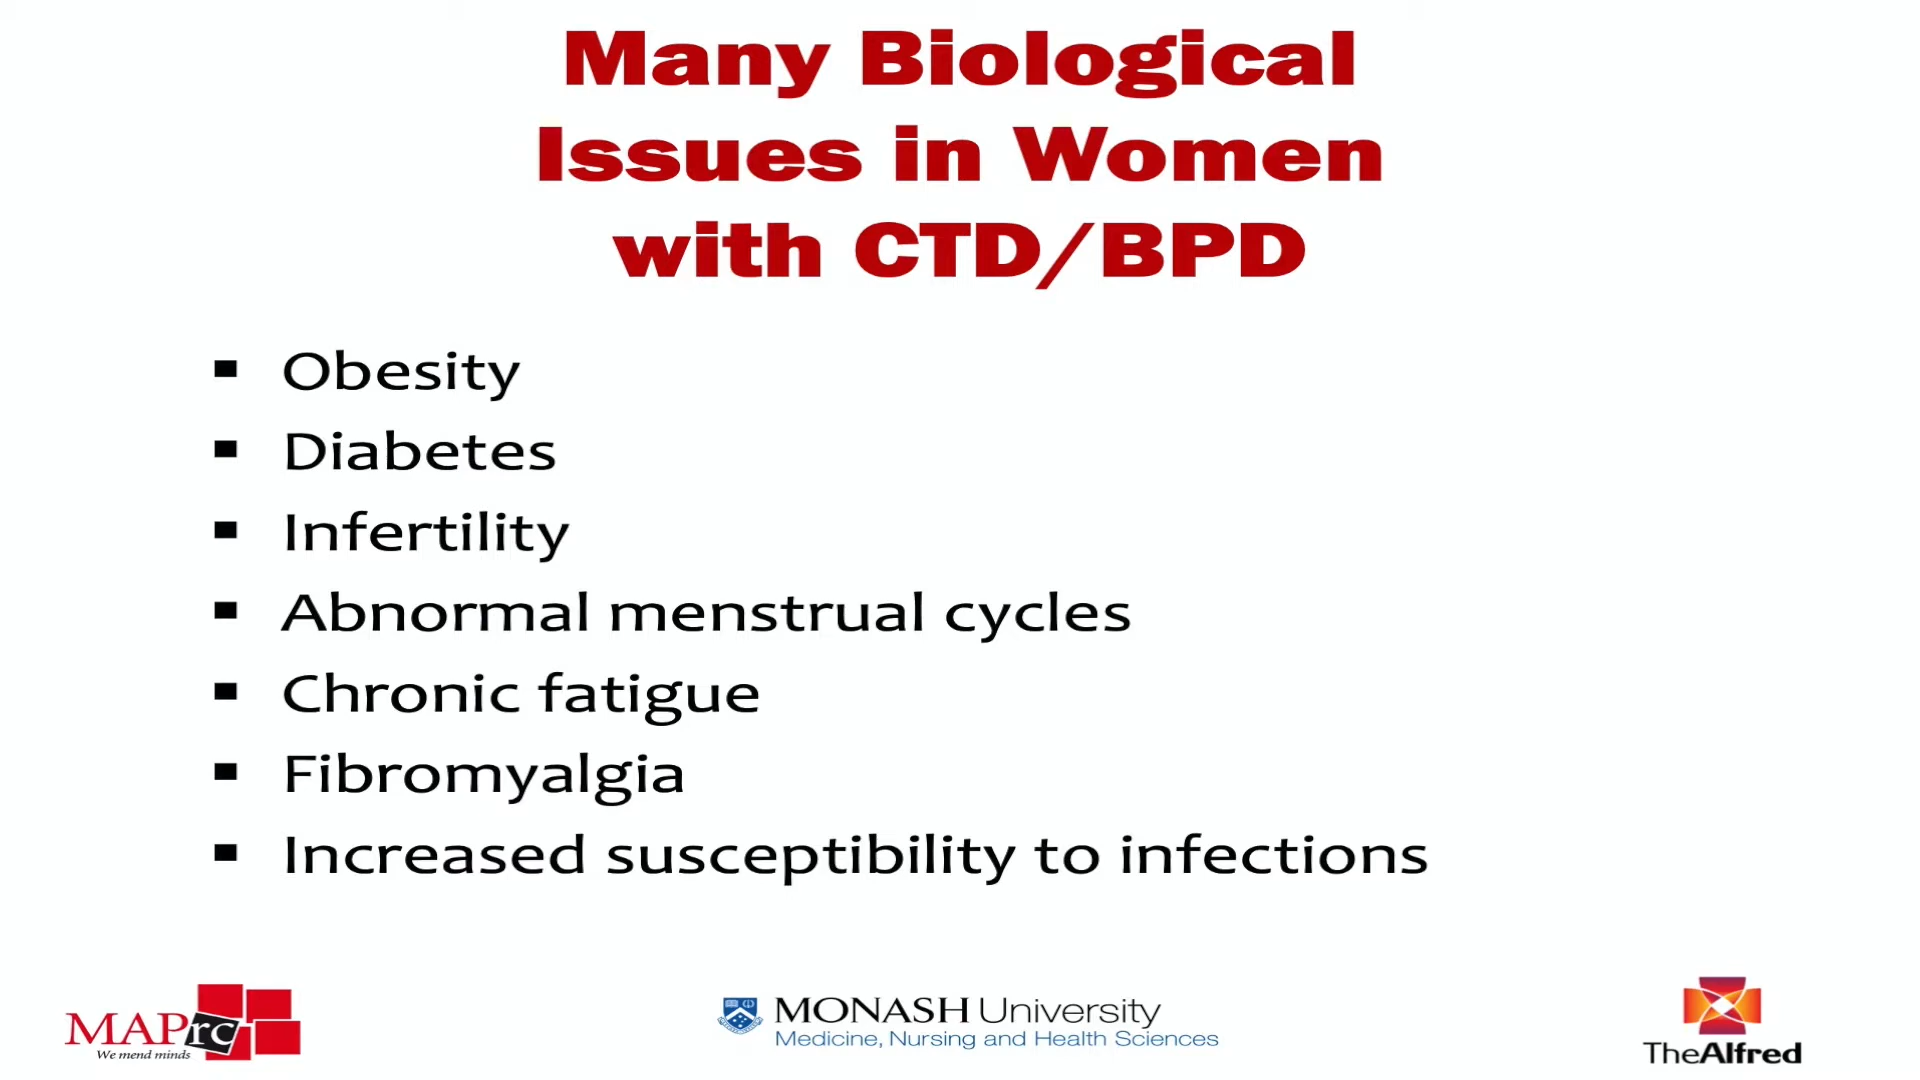 Many Biological
Issues in Women
with CTD/BPD
▪ Obesity
▪ Diabetes
▪ Infertility
▪ Abnormal menstrual cycles
▪ Chronic fatigue
▪ Fibromyalgia
▪ Increased susceptibility to infections
MAPrc
We mend minds
MONASH University
Medicine, Nursing and Health Sciences
TheAlfred